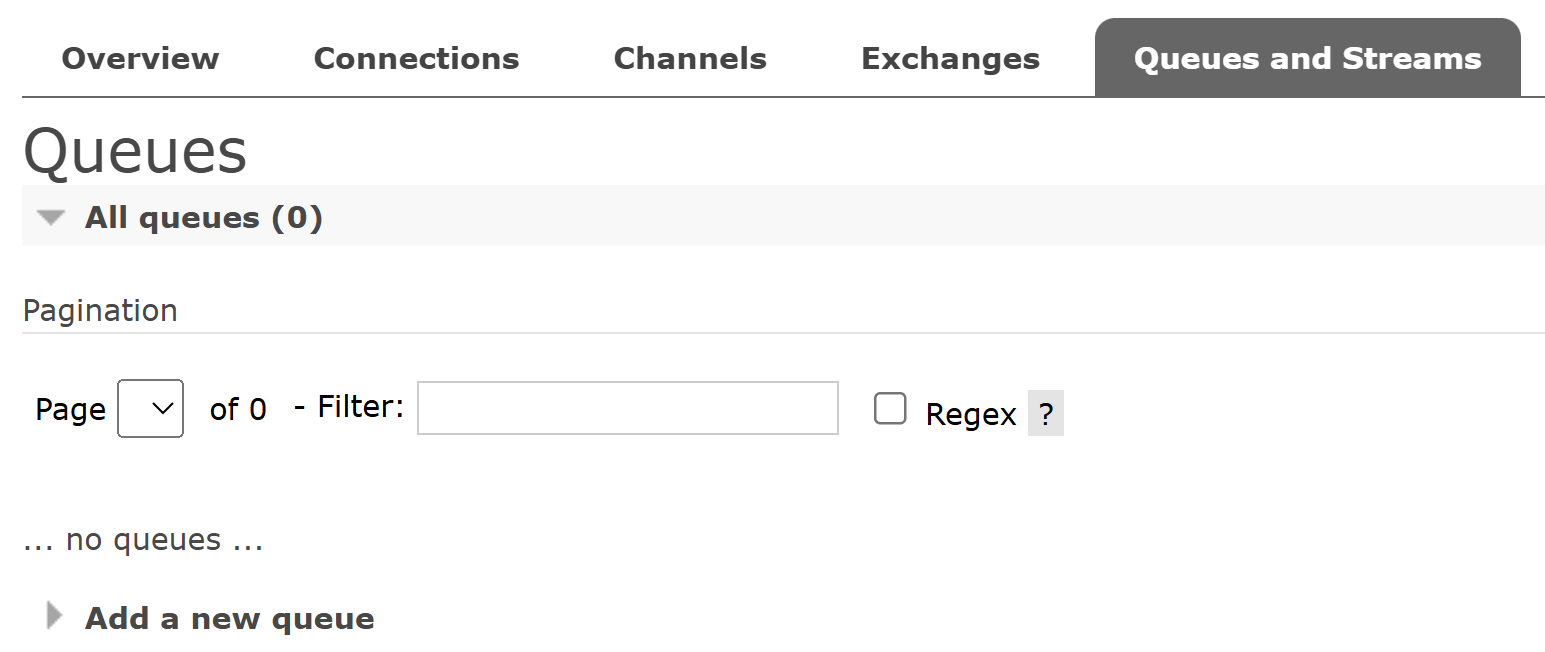 Overview Connections Channels Exchanges Queues and Streams
Queues
All queues (0)
Pagination
Page of 0 - Filter: Regex ?
... no queues ...
Add a new queue